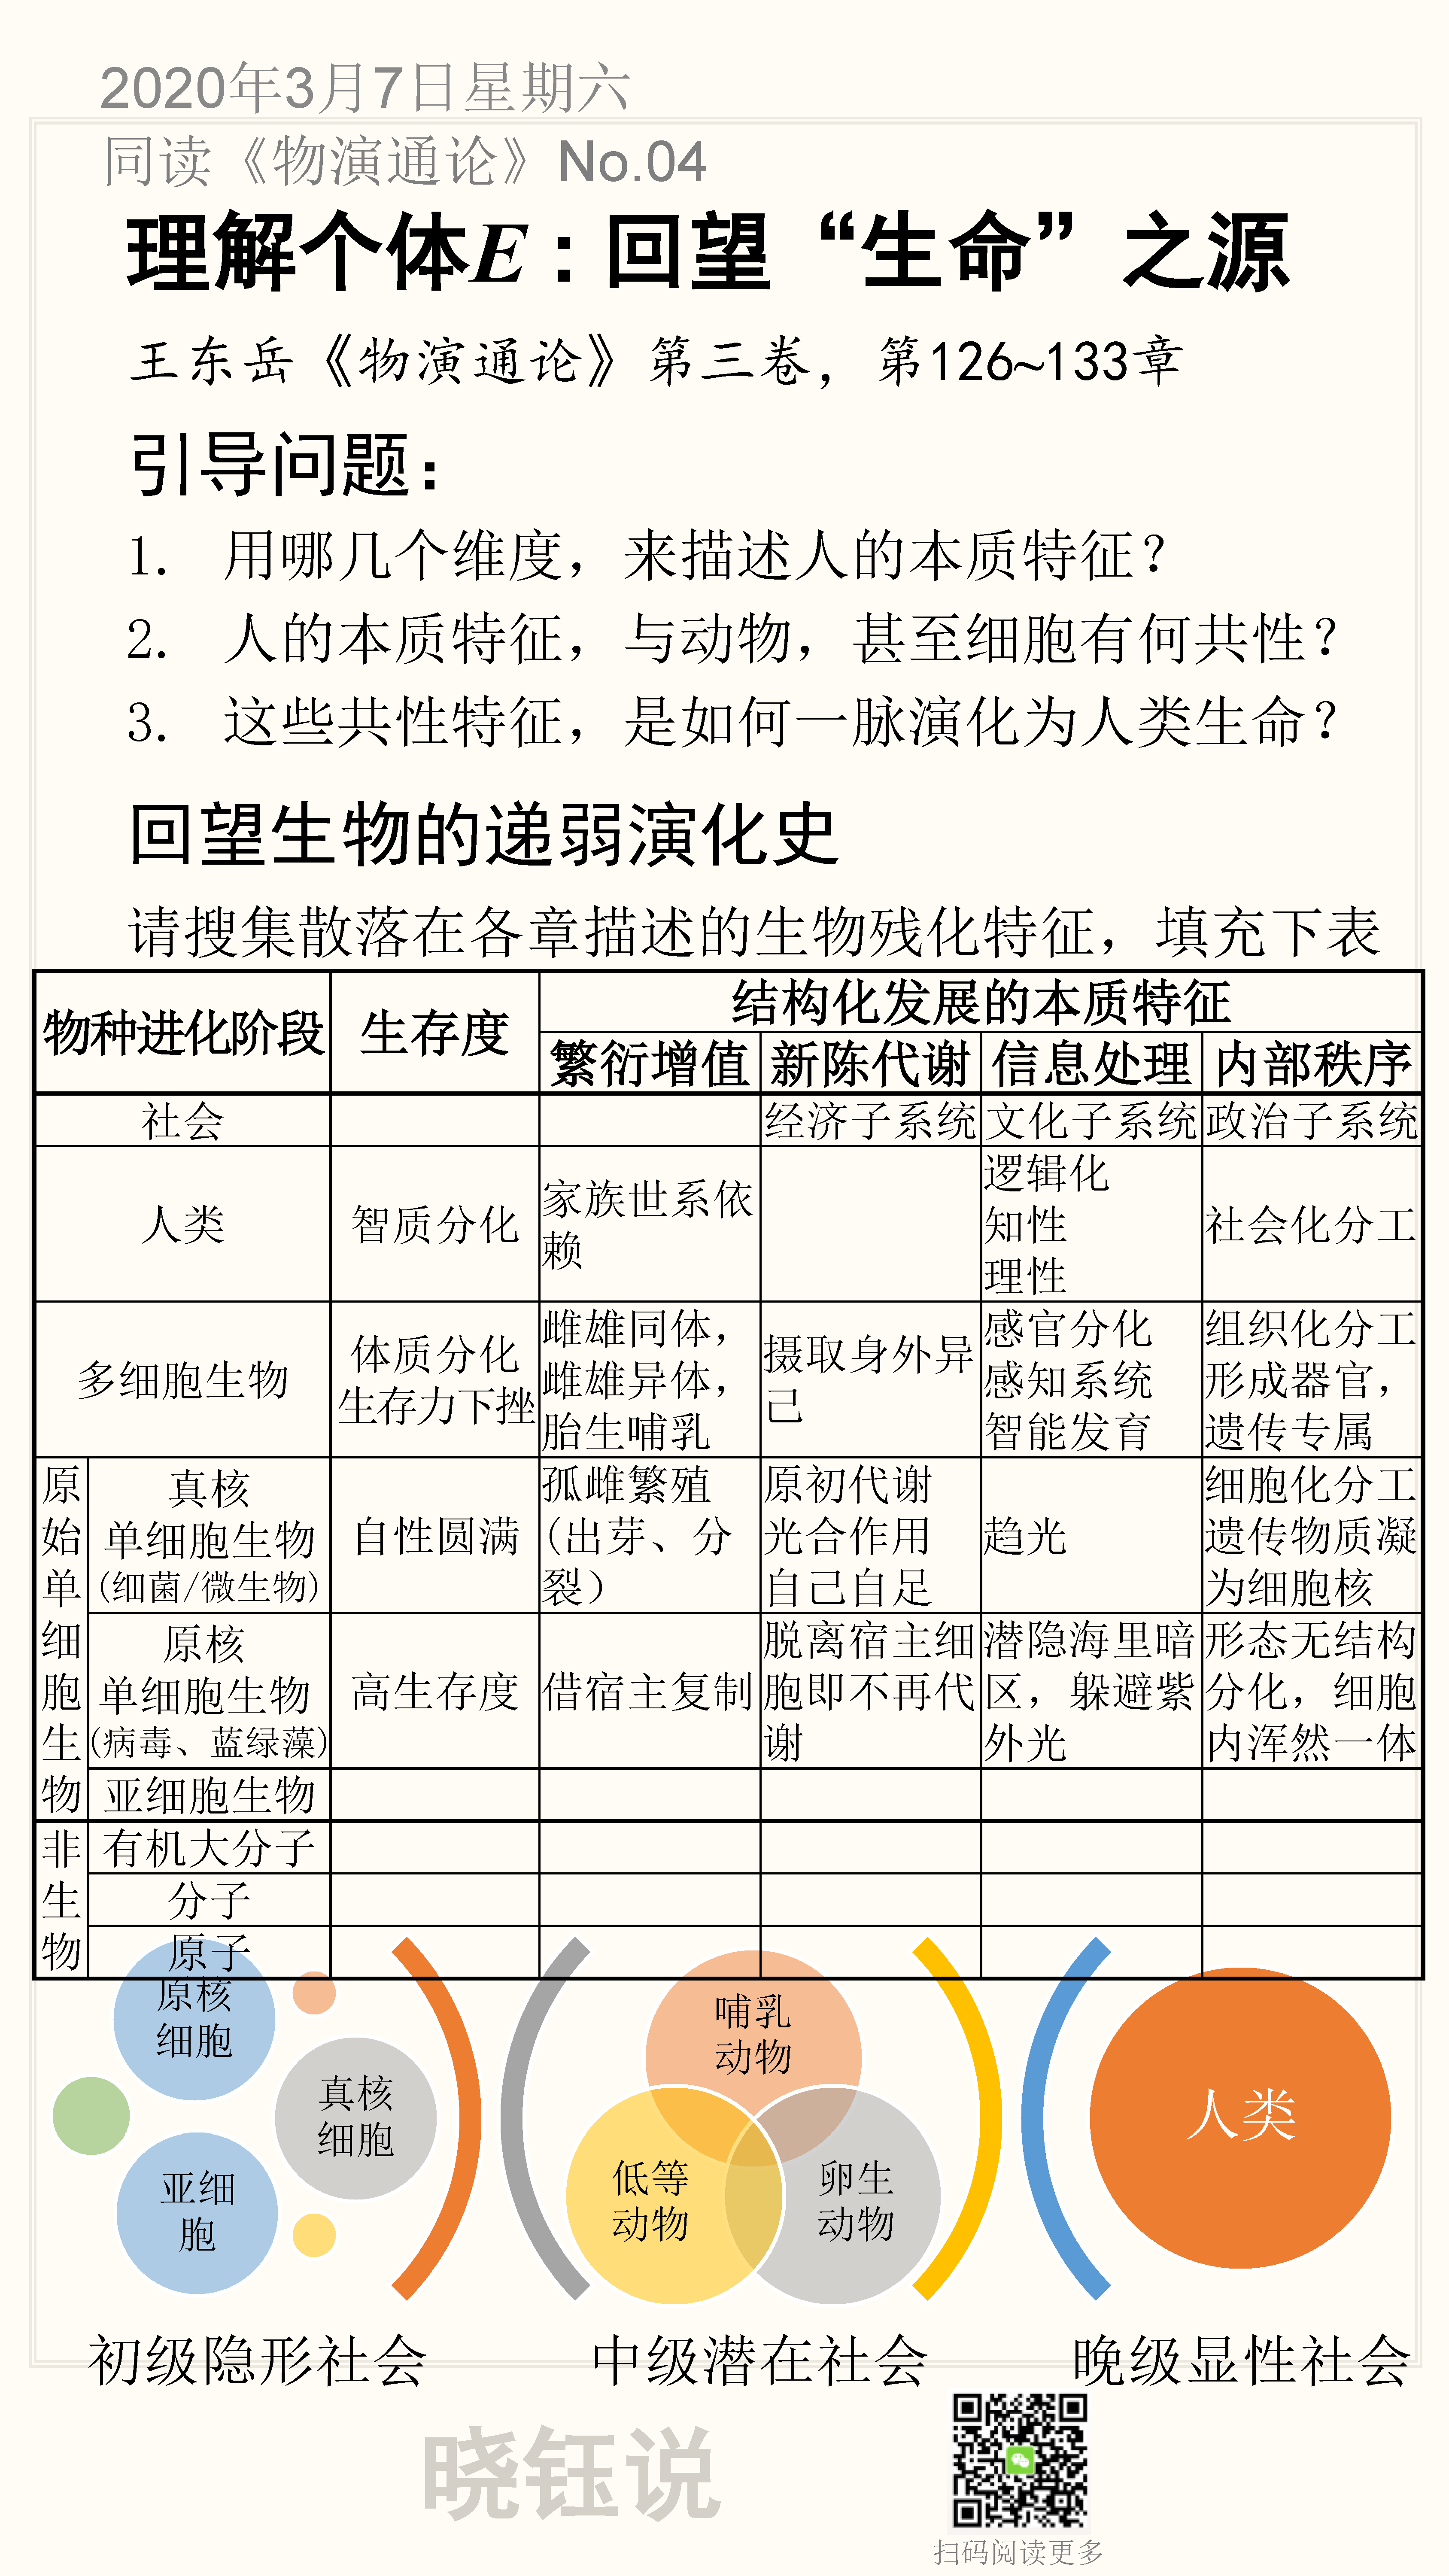 2020年3月7日星期六
同读《物演通论》No.04
理解个体E：回望“生命”之源
王东岳《物演通论》第三卷，第126~133章
引导问题：
1. 用哪几个维度，来描述人的本质特征？
2. 人的本质特征，与动物，甚至细胞有何共性？
3. 这些共性特征，是如何一脉演化为人类生命？
回望生物的递弱演化史
请搜集散落在各章描述的生物残化特征，填充下表
物种进化阶段 生存度 结构化发展的本质特征
繁衍增值 新陈代谢 信息处理 内部秩序
社会 经济子系统 文化子系统 政治子系统
人类
智质分化
家族世系依
赖
逻辑化
知性
理性
社会化分工
多细胞生物
体质分化
生存力下挫
雌雄同体，
雌雄异体，
胎生哺乳
摄取身外异
己
感官分化
感知系统
智能发育
组织化分工
形成器官，
遗传专属
原
始
单
细
胞
生
物
真核
单细胞生物
(细菌/微生物)
自性圆满
孤雌繁殖
（出芽、分
裂）
原初代谢
光合作用
自己自足
趋光
细胞化分工
遗传物质凝
为细胞核
原核
单细胞生物
(病毒、蓝绿藻)
高生存度
借宿主复制
脱离宿主细
胞即不再代
谢
潜隐海里暗
区，躲避紫
外光
形态无结构
分化，细胞
内浑然一体
亚细胞生物
非
生
物
有机大分子
分子
原子
原核
细胞
真核
细胞
亚细
胞
哺乳
动物
低等
动物
卵生
动物
人类
初级隐形社会 中级潜在社会 晚级显性社会
晓钰说
扫码阅读更多